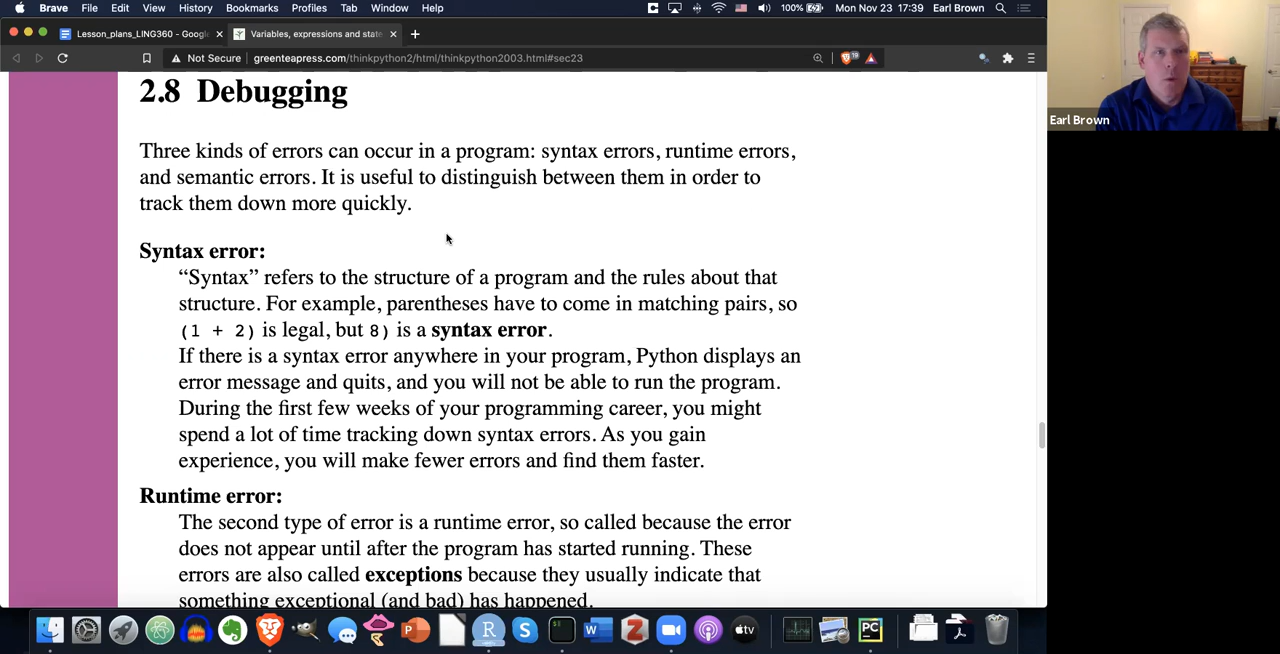 Brave File Edit View History Bookmarks Profiles Tab Window Help 100% Mon Nov 23 17:39 Earl Brown
Lesson_plans_LING360 - Googl Variables, expressions and state
Not Secure greenteapress.com/thinkpython2/html/thinkpython2003.html#sec23
2.8 Debugging
Three kinds of errors can occur in a program: syntax errors, runtime errors,
and semantic errors. It is useful to distinguish between them in order to
track them down more quickly.
Syntax error:
“Syntax” refers to the structure of a program and the rules about that
structure. For example, parentheses have to come in matching pairs, so
(1 + 2) is legal, but 8) is a syntax error.
If there is a syntax error anywhere in your program, Python displays an
error message and quits, and you will not be able to run the program.
During the first few weeks of your programming career, you might
spend a lot of time tracking down syntax errors. As you gain
experience, you will make fewer errors and find them faster.
Runtime error:
The second type of error is a runtime error, so called because the error
does not appear until after the program has started running. These
errors are also called exceptions because they usually indicate that
something exceptional (and bad) has happened.
Earl Brown
R S W Z tv PC